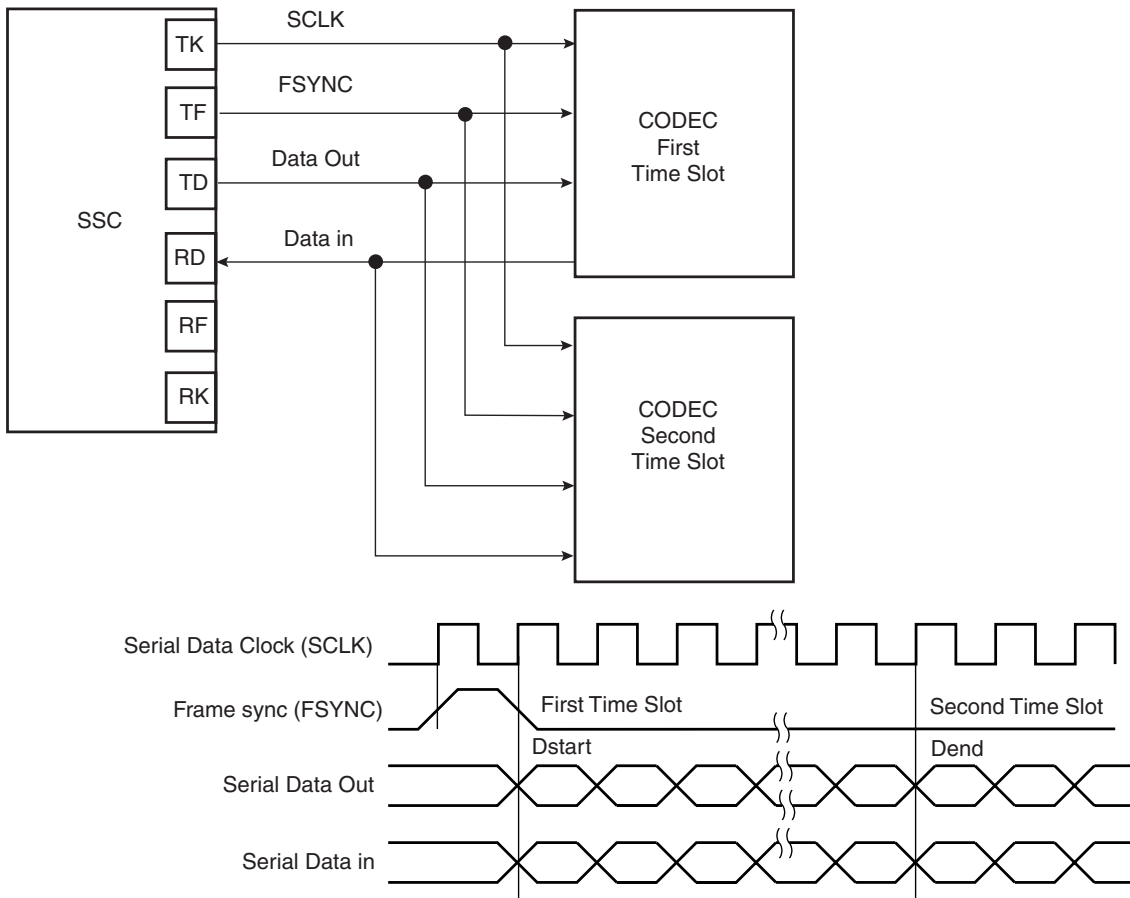 SCLK
TK
FSYNC
TF
CODEC
First
Time Slot
Data Out
TD
SSC
Data in
RD
RF
RK
CODEC
Second
Time Slot
Serial Data Clock (SCLK)
Frame sync (FSYNC)
First Time Slot
Second Time Slot
Dstart
Dend
Serial Data Out
Serial Data in